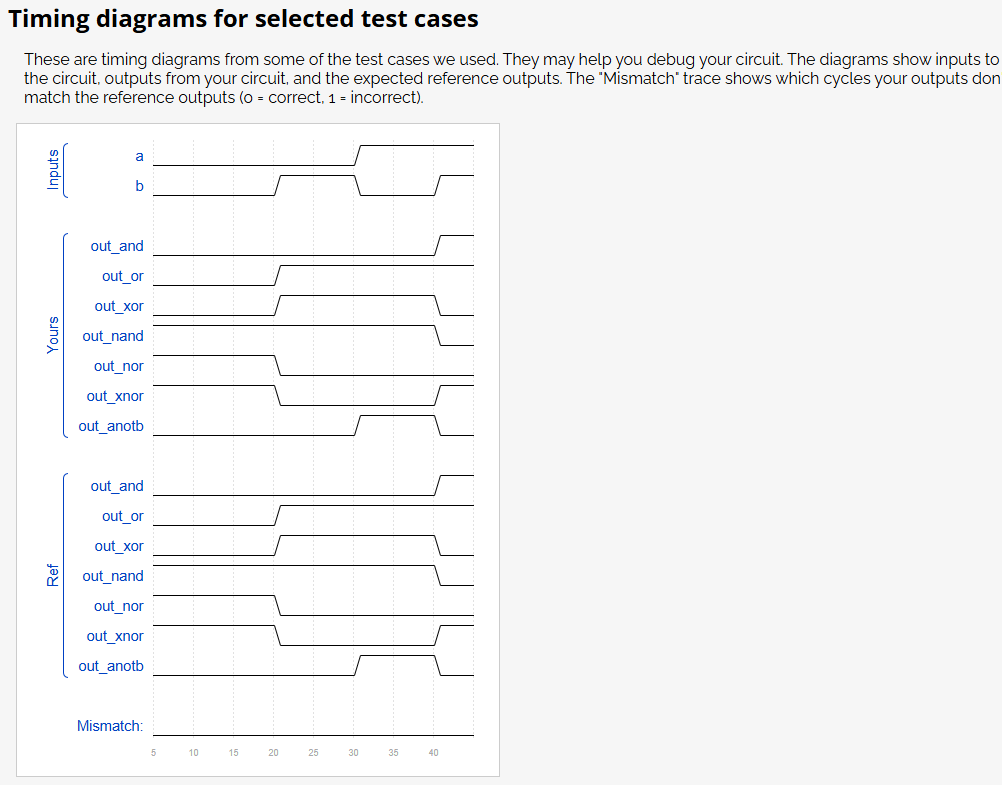 Timing diagrams for selected test cases
These are timing diagrams from some of the test cases we used. They may help you debug your circuit. The diagrams show inputs to
the circuit, outputs from your circuit, and the expected reference outputs. The "Mismatch" trace shows which cycles your outputs don
match the reference outputs (0 = correct, 1 = incorrect).
Inputs
a
b
Yours
out_and
out_or
out_xor
out_nand
out_nor
out_xnor
out_anotb
Ref
out_and
out_or
out_xor
out_nand
out_nor
out_xnor
out_anotb
Mismatch:
5 10 15 20 25 30 35 40